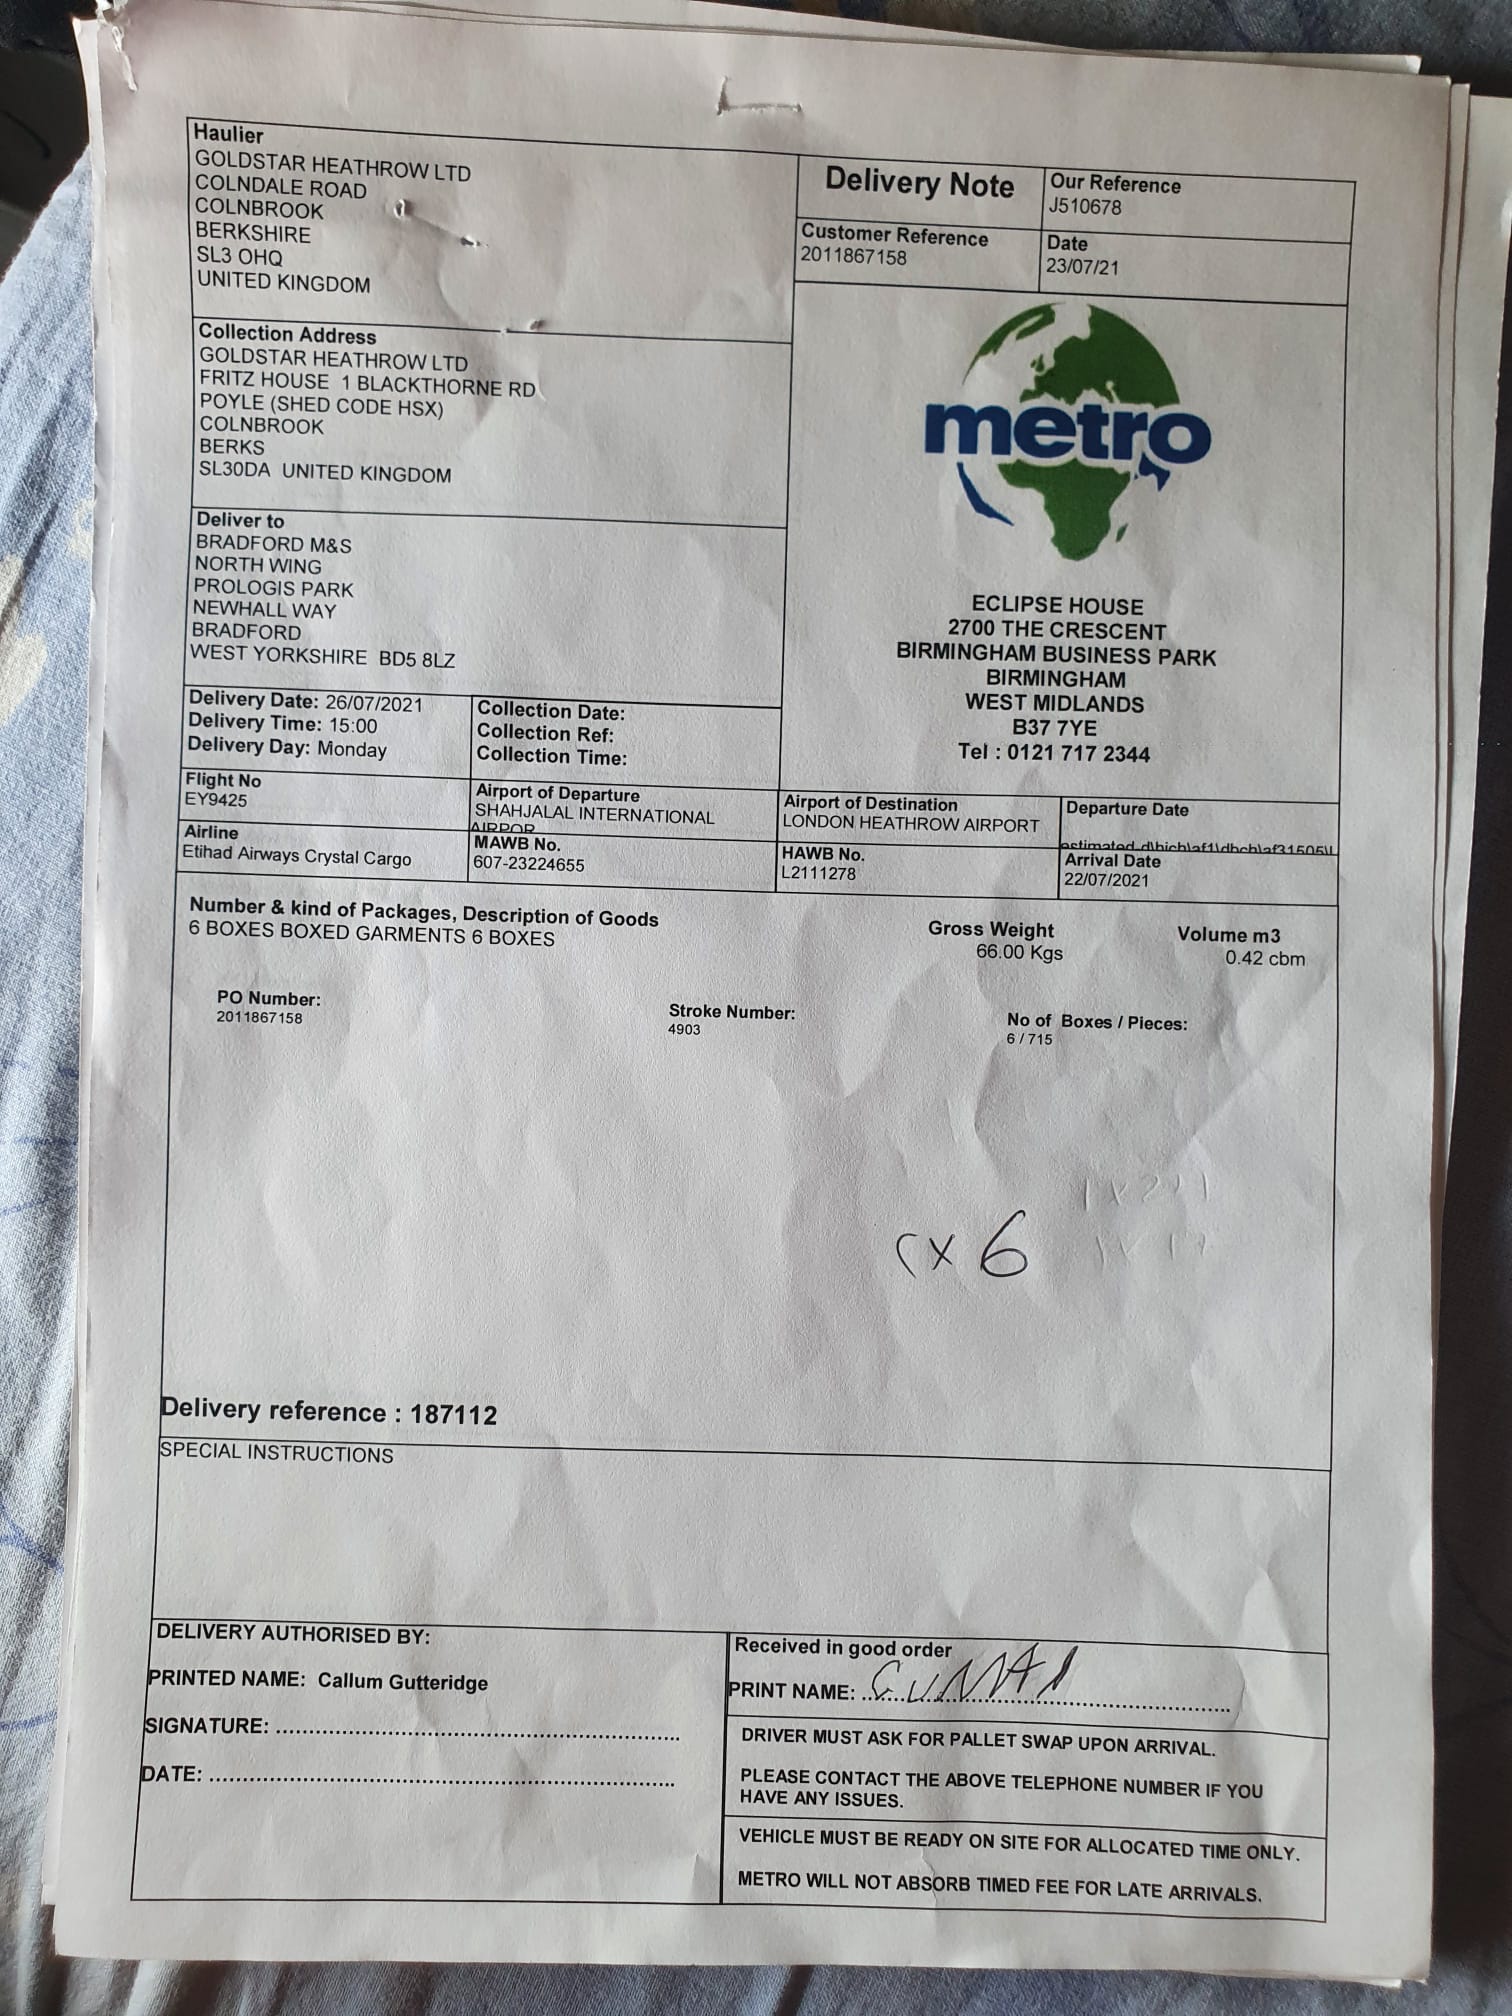 Haulier
GOLDSTAR HEATHROW LTD
COLNDALE ROAD
COLNBROOK
BERKSHIRE
SL3 OHQ
UNITED KINGDOM
Delivery Note
Our Reference
J510678
Customer Reference
2011867158
Date
23/07/21
Collection Address
GOLDSTAR HEATHROW LTD
FRITZ HOUSE 1 BLACKTHORNE RD
POYLE (SHED CODE HSX)
COLNBROOK
BERKS
SL30DA UNITED KINGDOM
metro
Deliver to
BRADFORD M&S
NORTH WING
PROLOGIS PARK
NEWHALL WAY
BRADFORD
WEST YORKSHIRE BD5 8LZ
ECLIPSE HOUSE
2700 THE CRESCENT
BIRMINGHAM BUSINESS PARK
BIRMINGHAM
WEST MIDLANDS
B37 7YE
Tel : 0121 717 2344
Delivery Date: 26/07/2021
Delivery Time: 15:00
Delivery Day: Monday
Collection Date:
Collection Ref:
Collection Time:
Flight No
EY9425
Airport of Departure
SHAHJALAL INTERNATIONAL
AIRPOR
Airport of Destination
LONDON HEATHROW AIRPORT
Departure Date
Airline
Etihad Airways Crystal Cargo
MAWB No.
607-23224655
HAWB No.
L2111278
Arrival Date
22/07/2021
Number & kind of Packages, Description of Goods
6 BOXES BOXED GARMENTS 6 BOXES
Gross Weight
66.00 Kgs
Volume m3
0.42 cbm
PO Number:
2011867158
Stroke Number:
4903
No of Boxes / Pieces:
6 / 715
x 6
Delivery reference : 187112
SPECIAL INSTRUCTIONS
DELIVERY AUTHORISED BY:
PRINTED NAME: Callum Gutteridge
SIGNATURE:
DATE:
Received in good order
PRINT NAME:
DRIVER MUST ASK FOR PALLET SWAP UPON ARRIVAL.
PLEASE CONTACT THE ABOVE TELEPHONE NUMBER IF YOU
HAVE ANY ISSUES.
VEHICLE MUST BE READY ON SITE FOR ALLOCATED TIME ONLY.
METRO WILL NOT ABSORB TIMED FEE FOR LATE ARRIVALS.